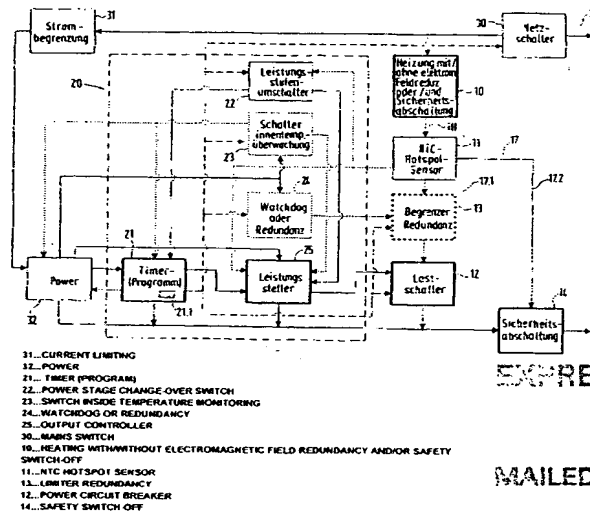 31
Strom-
begrenzung
30
Netz-
schalter
20
Leistungs-
stufen-
umschalter
22
Heizung mit/
ohne elektrom
Feldreduz
oder/und
Sicherheits-
abschaltung
10
Schalter
innentemp.
überwachung
23
11
NTC-
Hotspot-
Sensor
17
17.1
17.2
24
Watchdog
oder
Redundanz
Begrenzer
Redundanz
13
21
25
Power
32
Timer-
(Programm)
21.1
Leistungs
steller
Last-
schalter
12
14
Sicherheits-
abschaltung
31...CURRENT LIMITING
32...POWER
21...TIMER (PROGRAM)
22...POWER STAGE CHANGE-OVER SWITCH
23...SWITCH INSIDE TEMPERATURE MONITORING
24...WATCHDOG OR REDUNDANCY
25...OUTPUT CONTROLLER
30...MAINS SWITCH
10...HEATING WITH/WITHOUT ELECTROMAGNETIC FIELD REDUNDANCY AND/OR SAFETY
SWITCH-OFF
11...NTC HOTSPOT SENSOR
13...LIMITER REDUNDANCY
12...POWER CIRCUIT BREAKER
14...SAFETY SWITCH-OFF
EXPRE
MAILED